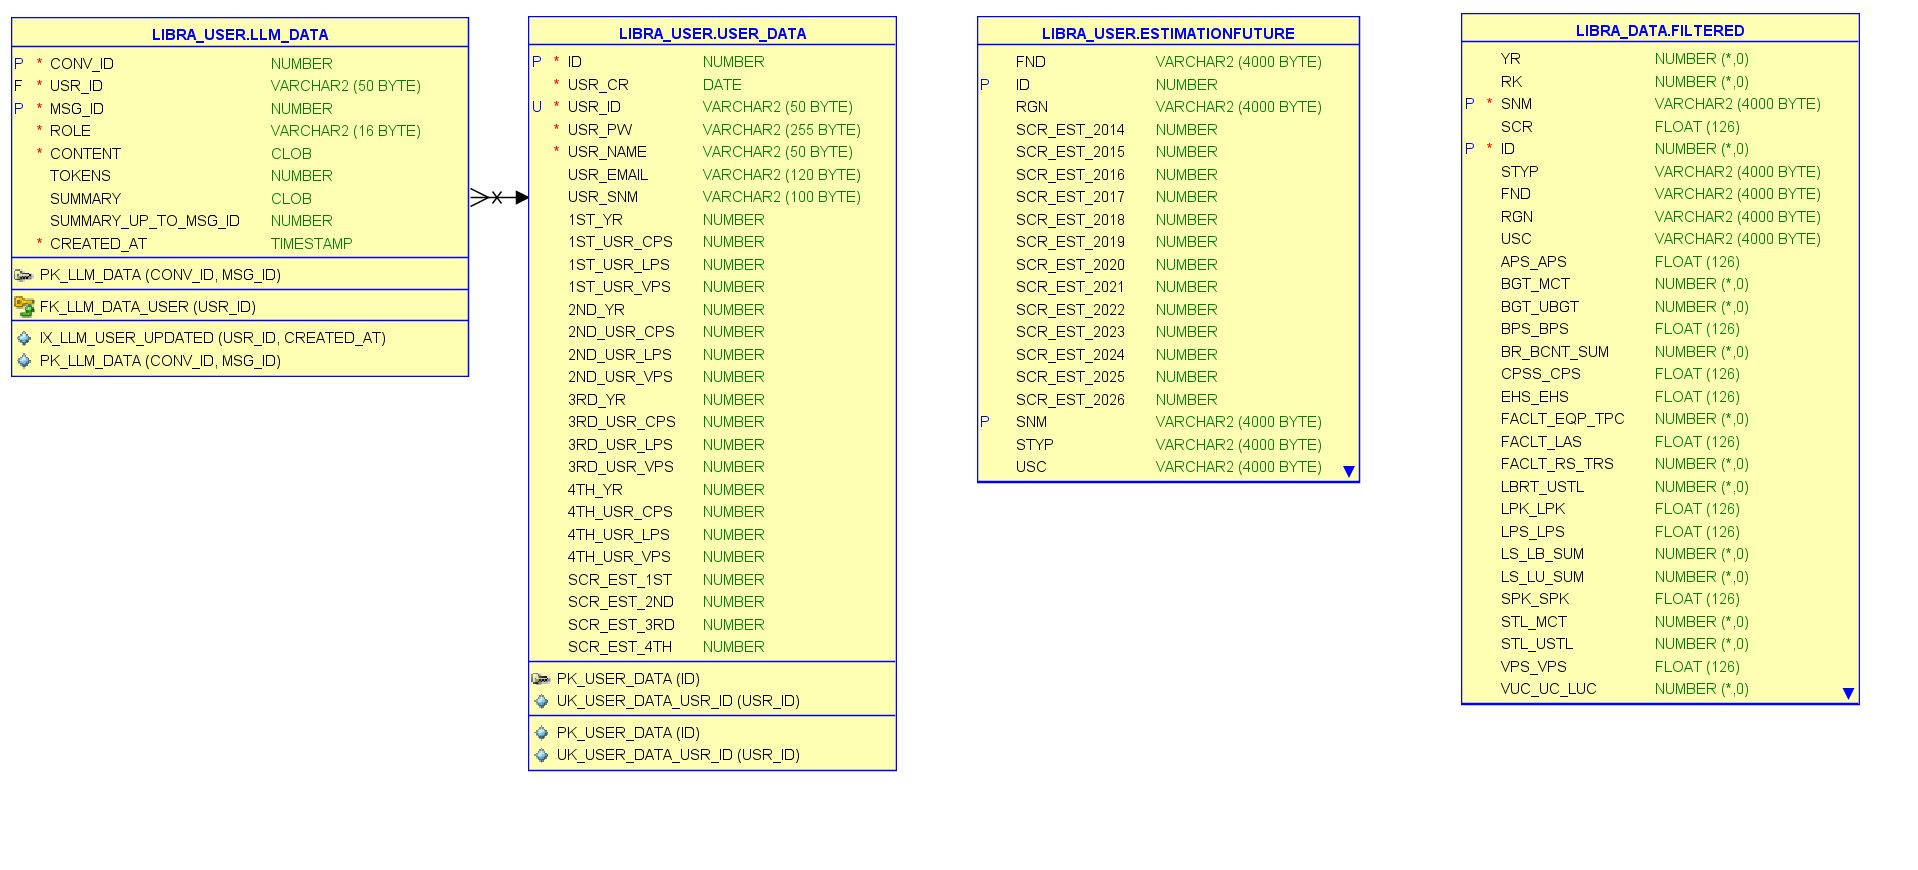 LIBRA_USER.LLM_DATA
P * CONV_ID NUMBER
F * USR_ID VARCHAR2 (50 BYTE)
P * MSG_ID NUMBER
* ROLE VARCHAR2 (16 BYTE)
* CONTENT CLOB
TOKENS NUMBER
SUMMARY CLOB
SUMMARY_UP_TO_MSG_ID NUMBER
* CREATED_AT TIMESTAMP
PK_LLM_DATA (CONV_ID, MSG_ID)
FK_LLM_DATA_USER (USR_ID)
IX_LLM_USER_UPDATED (USR_ID, CREATED_AT)
PK_LLM_DATA (CONV_ID, MSG_ID)
LIBRA_USER.USER_DATA
P * ID NUMBER
* USR_CR DATE
U * USR_ID VARCHAR2 (50 BYTE)
* USR_PW VARCHAR2 (255 BYTE)
* USR_NAME VARCHAR2 (50 BYTE)
USR_EMAIL VARCHAR2 (120 BYTE)
USR_SNM VARCHAR2 (100 BYTE)
1ST_YR NUMBER
1ST_USR_CPS NUMBER
1ST_USR_LPS NUMBER
1ST_USR_VPS NUMBER
2ND_YR NUMBER
2ND_USR_CPS NUMBER
2ND_USR_LPS NUMBER
2ND_USR_VPS NUMBER
3RD_YR NUMBER
3RD_USR_CPS NUMBER
3RD_USR_LPS NUMBER
3RD_USR_VPS NUMBER
4TH_YR NUMBER
4TH_USR_CPS NUMBER
4TH_USR_LPS NUMBER
4TH_USR_VPS NUMBER
SCR_EST_1ST NUMBER
SCR_EST_2ND NUMBER
SCR_EST_3RD NUMBER
SCR_EST_4TH NUMBER
PK_USER_DATA (ID)
UK_USER_DATA_USR_ID (USR_ID)
PK_USER_DATA (ID)
UK_USER_DATA_USR_ID (USR_ID)
LIBRA_USER.ESTIMATIONFUTURE
FND VARCHAR2 (4000 BYTE)
P ID NUMBER
RGN VARCHAR2 (4000 BYTE)
SCR_EST_2014 NUMBER
SCR_EST_2015 NUMBER
SCR_EST_2016 NUMBER
SCR_EST_2017 NUMBER
SCR_EST_2018 NUMBER
SCR_EST_2019 NUMBER
SCR_EST_2020 NUMBER
SCR_EST_2021 NUMBER
SCR_EST_2022 NUMBER
SCR_EST_2023 NUMBER
SCR_EST_2024 NUMBER
SCR_EST_2025 NUMBER
SCR_EST_2026 NUMBER
P SNM VARCHAR2 (4000 BYTE)
STYP VARCHAR2 (4000 BYTE)
USC VARCHAR2 (4000 BYTE)
LIBRA_DATA.FILTERED
YR NUMBER (*,0)
RK NUMBER (*,0)
P * SNM VARCHAR2 (4000 BYTE)
SCR FLOAT (126)
P * ID NUMBER (*,0)
STYP VARCHAR2 (4000 BYTE)
FND VARCHAR2 (4000 BYTE)
RGN VARCHAR2 (4000 BYTE)
USC VARCHAR2 (4000 BYTE)
APS_APS FLOAT (126)
BGT_MCT NUMBER (*,0)
BGT_UBGT NUMBER (*,0)
BPS_BPS FLOAT (126)
BR_BCNT_SUM NUMBER (*,0)
CPSS_CPS FLOAT (126)
EHS_EHS FLOAT (126)
FACLT_EQP_TPC NUMBER (*,0)
FACLT_LAS FLOAT (126)
FACLT_RS_TRS NUMBER (*,0)
LBRT_USTL NUMBER (*,0)
LPK_LPK FLOAT (126)
LPS_LPS FLOAT (126)
LS_LB_SUM NUMBER (*,0)
LS_LU_SUM NUMBER (*,0)
SPK_SPK FLOAT (126)
STL_MCT NUMBER (*,0)
STL_USTL NUMBER (*,0)
VPS_VPS FLOAT (126)
VUC_UC_LUC NUMBER (*,0)